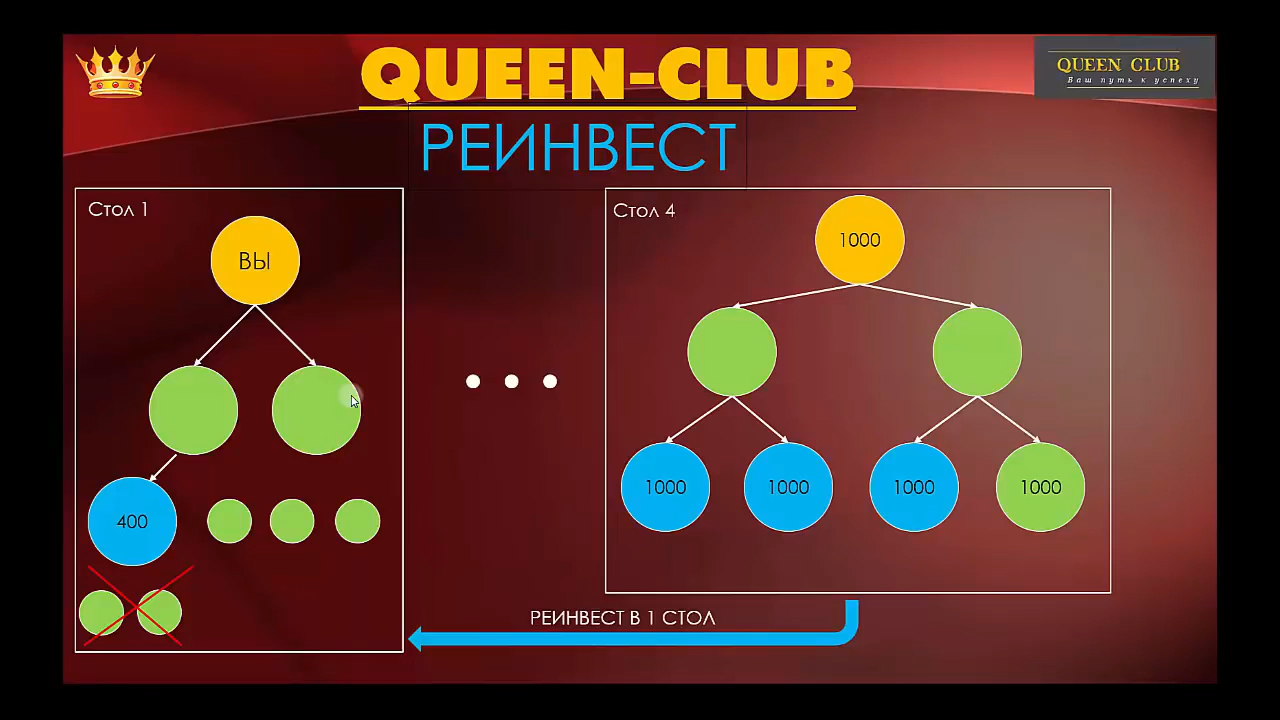 QUEEN-CLUB
QUEEN CLUB
Ваш путь к успеху
РЕИНВЕСТ
Стол 1
ВЫ
400
Стол 4
1000
1000
1000
1000
1000
РЕИНВЕСТ В 1 СТОЛ